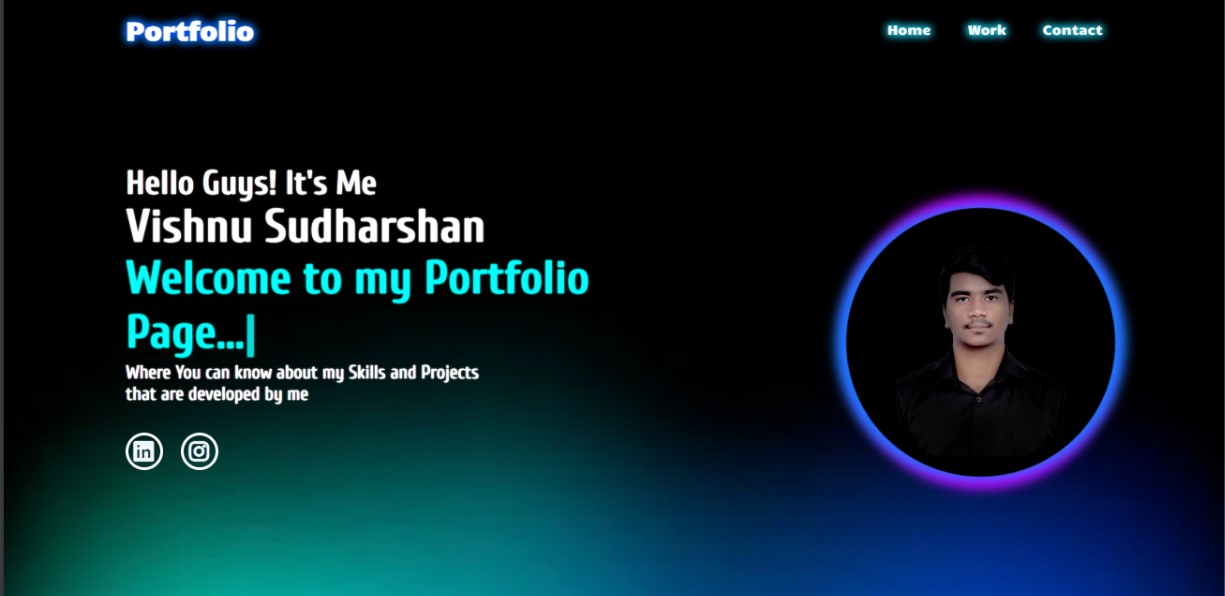 Portfolio
Home Work Contact
Hello Guys! It's Me
Vishnu Sudharshan
Welcome to my Portfolio
Page...|
Where You can know about my Skills and Projects
that are developed by me
in